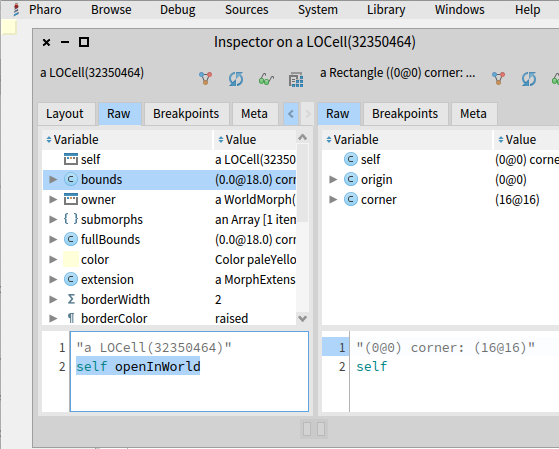 Pharo Browse Debug Sources System Library Windows Help
Inspector on a LOCell(32350464)
a LOCell(32350464)
a Rectangle ((0@0) corner: ...
Layout Raw Breakpoints Meta
Raw Breakpoints Meta
Variable Value
self a LOCell(32350
bounds (0.0@18.0) corn
owner a WorldMorph(
submorphs an Array [1 item
fullBounds (0.0@18.0) corn
color Color paleYello
extension a MorphExtens
borderWidth 2
borderColor raised
Variable Value
self (0@0) corne
origin (0@0)
corner (16@16)
1 "a LOCell(32350464)"
2 self openInWorld
1 "(0@0) corner: (16@16)"
2 self